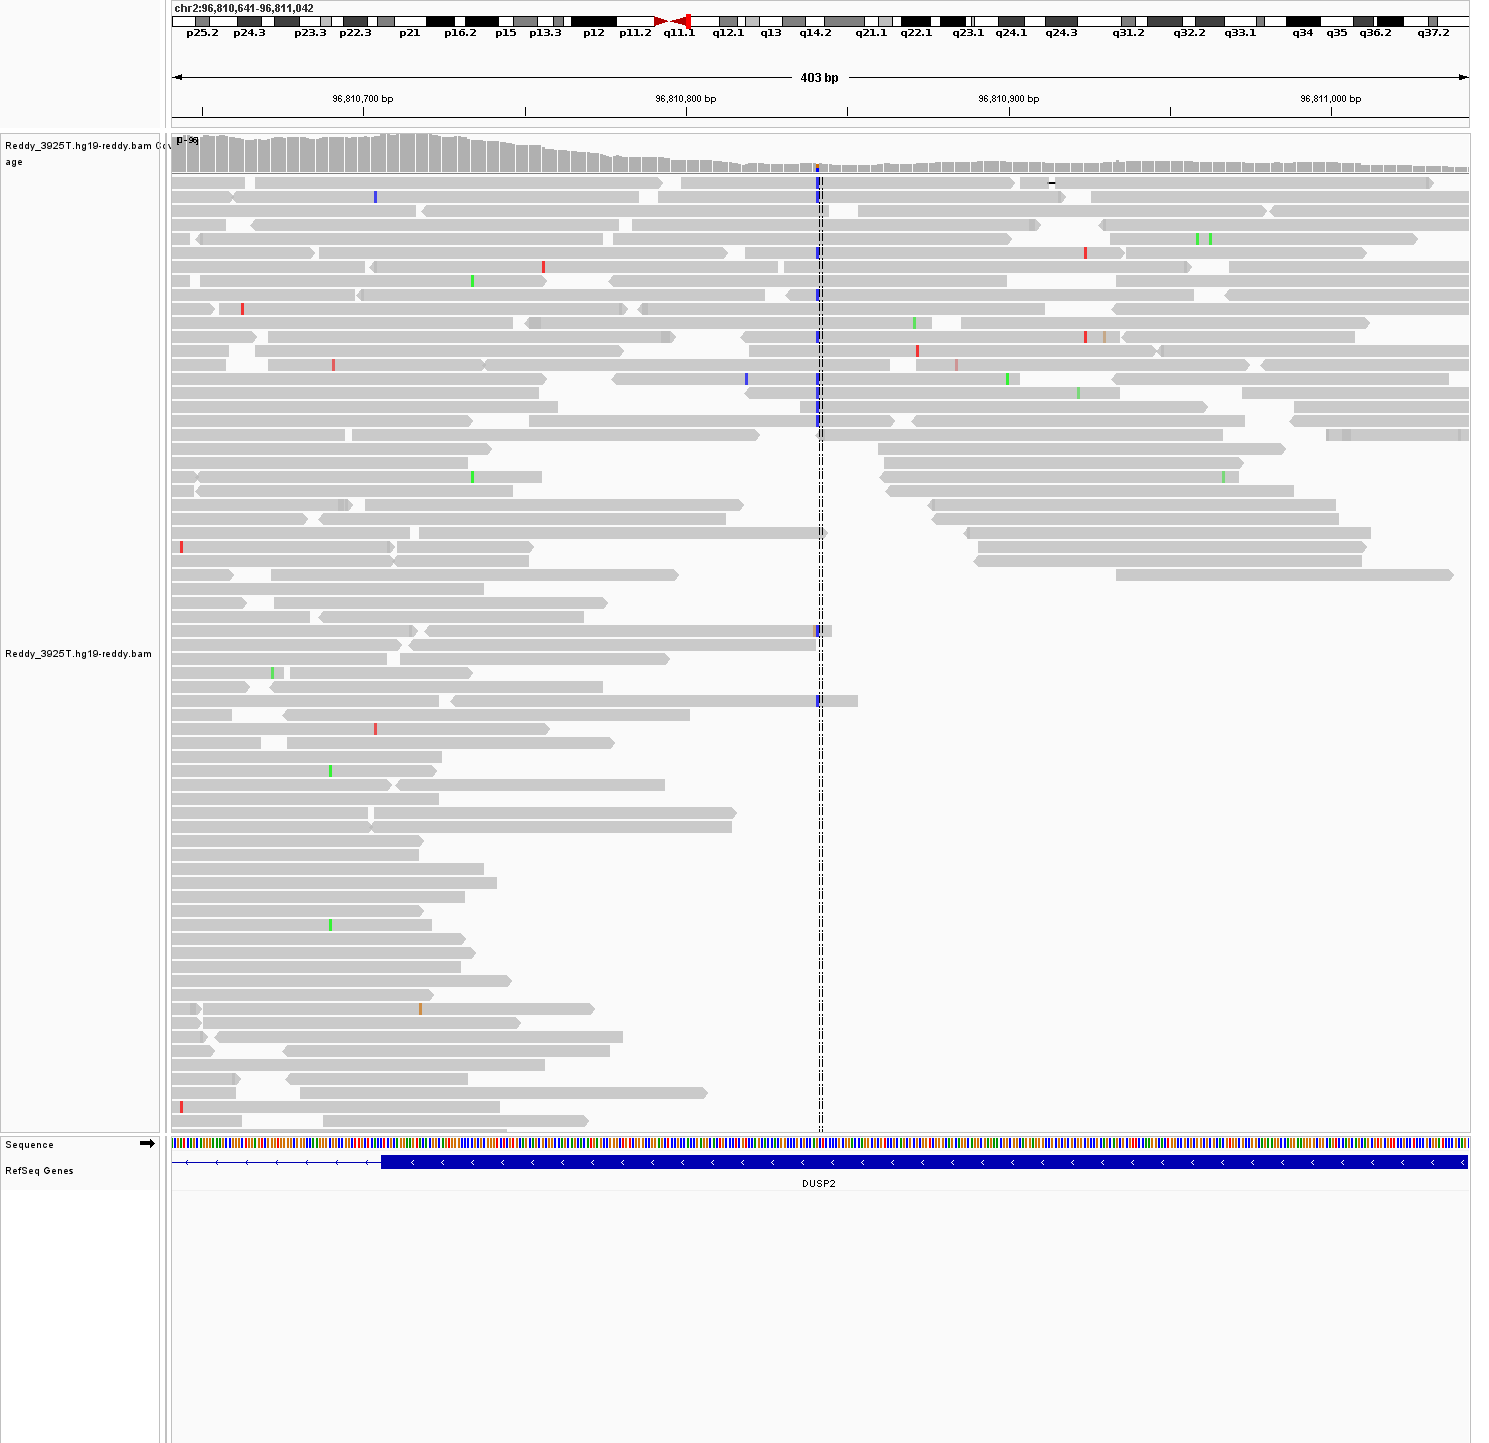 chr2:96,810,641-96,811,042
p25.2 p24.3 p23.3 p22.3 p21 p16.2 p15 p13.3 p12 p11.2 q11.1 q12.1 q13 q14.2 q21.1 q22.1 q23.1 q24.1 q24.3 q31.2 q32.2 q33.1 q34 q35 q36.2 q37.2
403 bp
96,810,700 bp 96,810,800 bp 96,810,900 bp 96,811,000 bp
[0-96]
Reddy_3925T.hg19-reddy.bam Cov
age
Reddy_3925T.hg19-reddy.bam
Sequence
RefSeq Genes
DUSP2